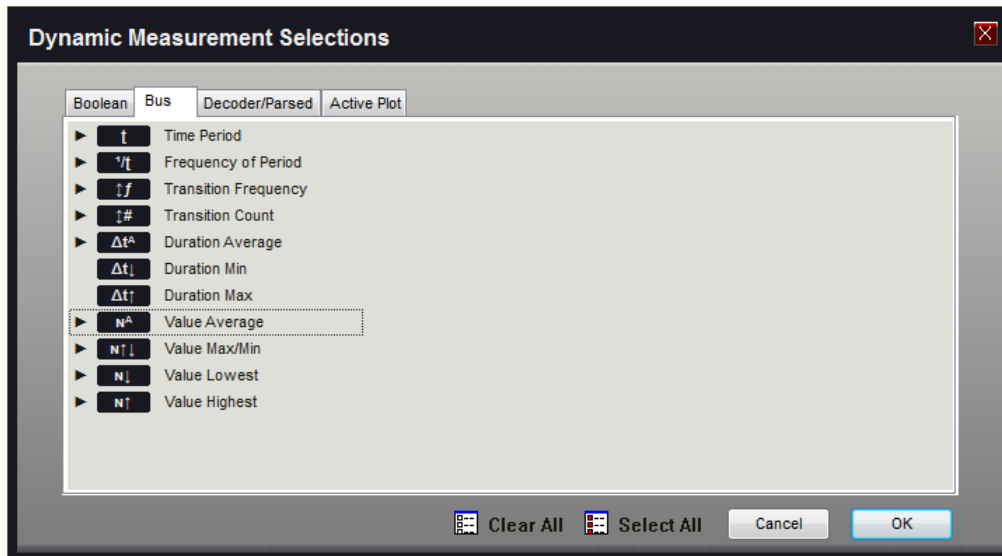 Dynamic Measurement Selections
Boolean Bus Decoder/Parsed Active Plot
t Time Period
¹/t Frequency of Period
↕ƒ Transition Frequency
↕# Transition Count
Δtᴬ Duration Average
Δt↓ Duration Min
Δt↑ Duration Max
Nᴬ Value Average
N↑↓ Value Max/Min
N↓ Value Lowest
N↑ Value Highest
Clear All Select All Cancel OK